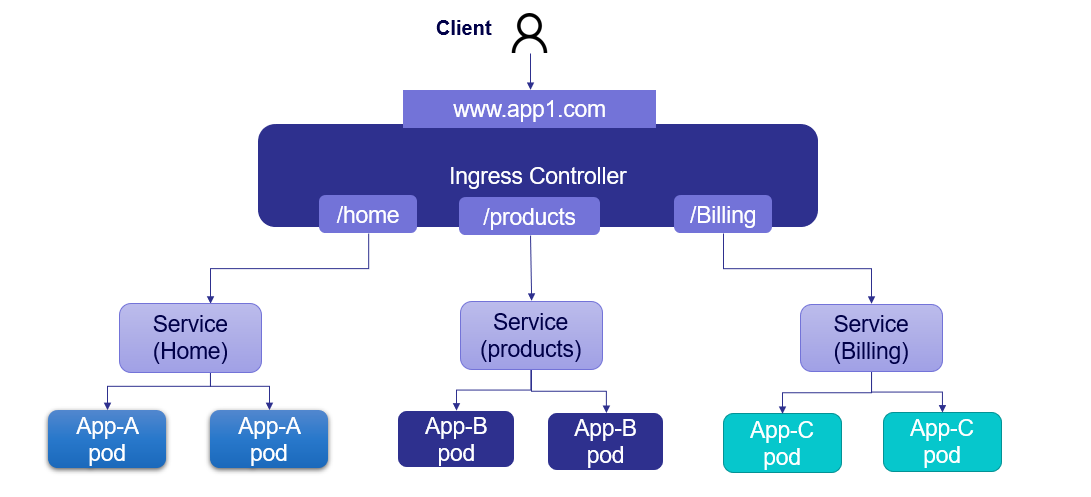 Client
www.app1.com
Ingress Controller
/home
/products
/Billing
Service
(Home)
Service
(products)
Service
(Billing)
App-A
pod
App-A
pod
App-B
pod
App-B
pod
App-C
pod
App-C
pod